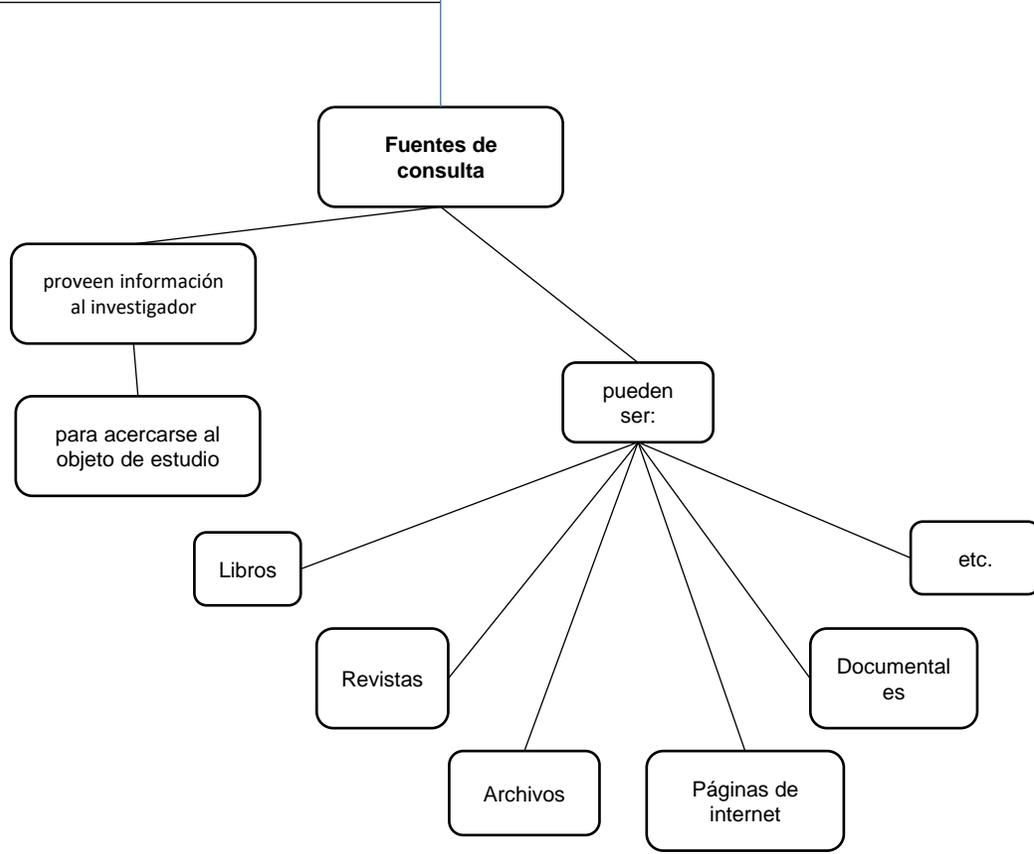 Fuentes de
consulta
proveen información
al investigador
para acercarse al
objeto de estudio
pueden
ser:
Libros
Revistas
Archivos
Páginas de
internet
Documental
es
etc.